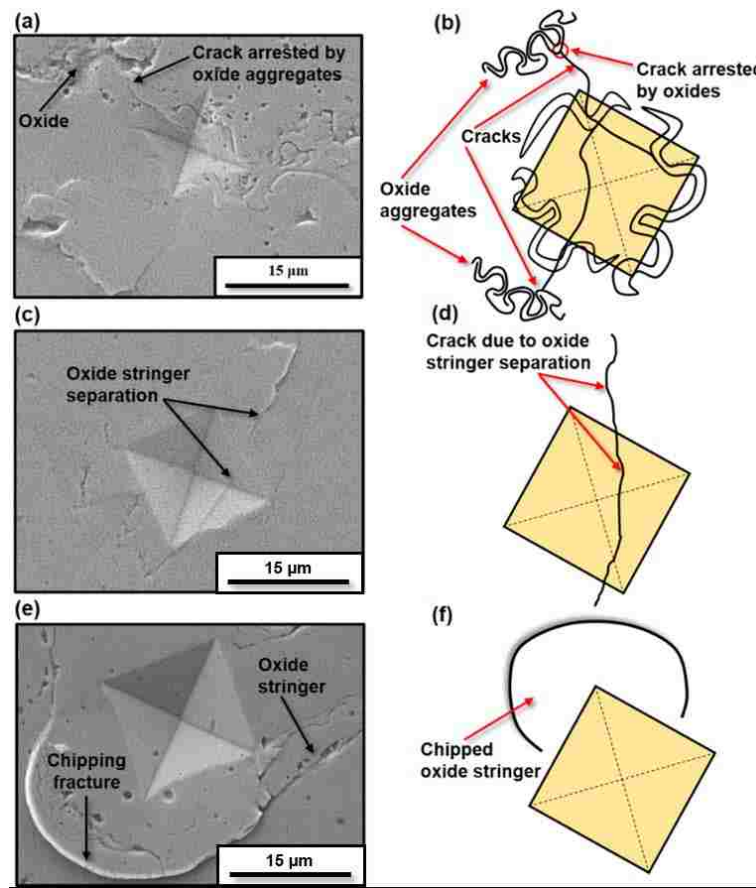 (a)
Crack arrested by
oxide aggregates
Oxide
15 µm
(b)
Crack arrested
by oxides
Cracks
Oxide
aggregates
(c)
Oxide stringer
separation
15 µm
(d)
Crack due to oxide
stringer separation
(e)
Oxide
stringer
Chipping
fracture
15 µm
(f)
Chipped
oxide stringer